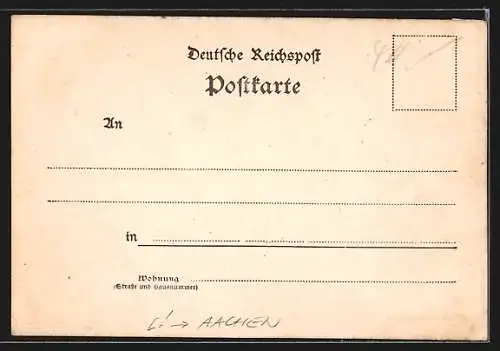 Deutsche Reichspost
Postkarte
An
in
Wohnung
(Straße und Hausnummer)
L! → AACHEN